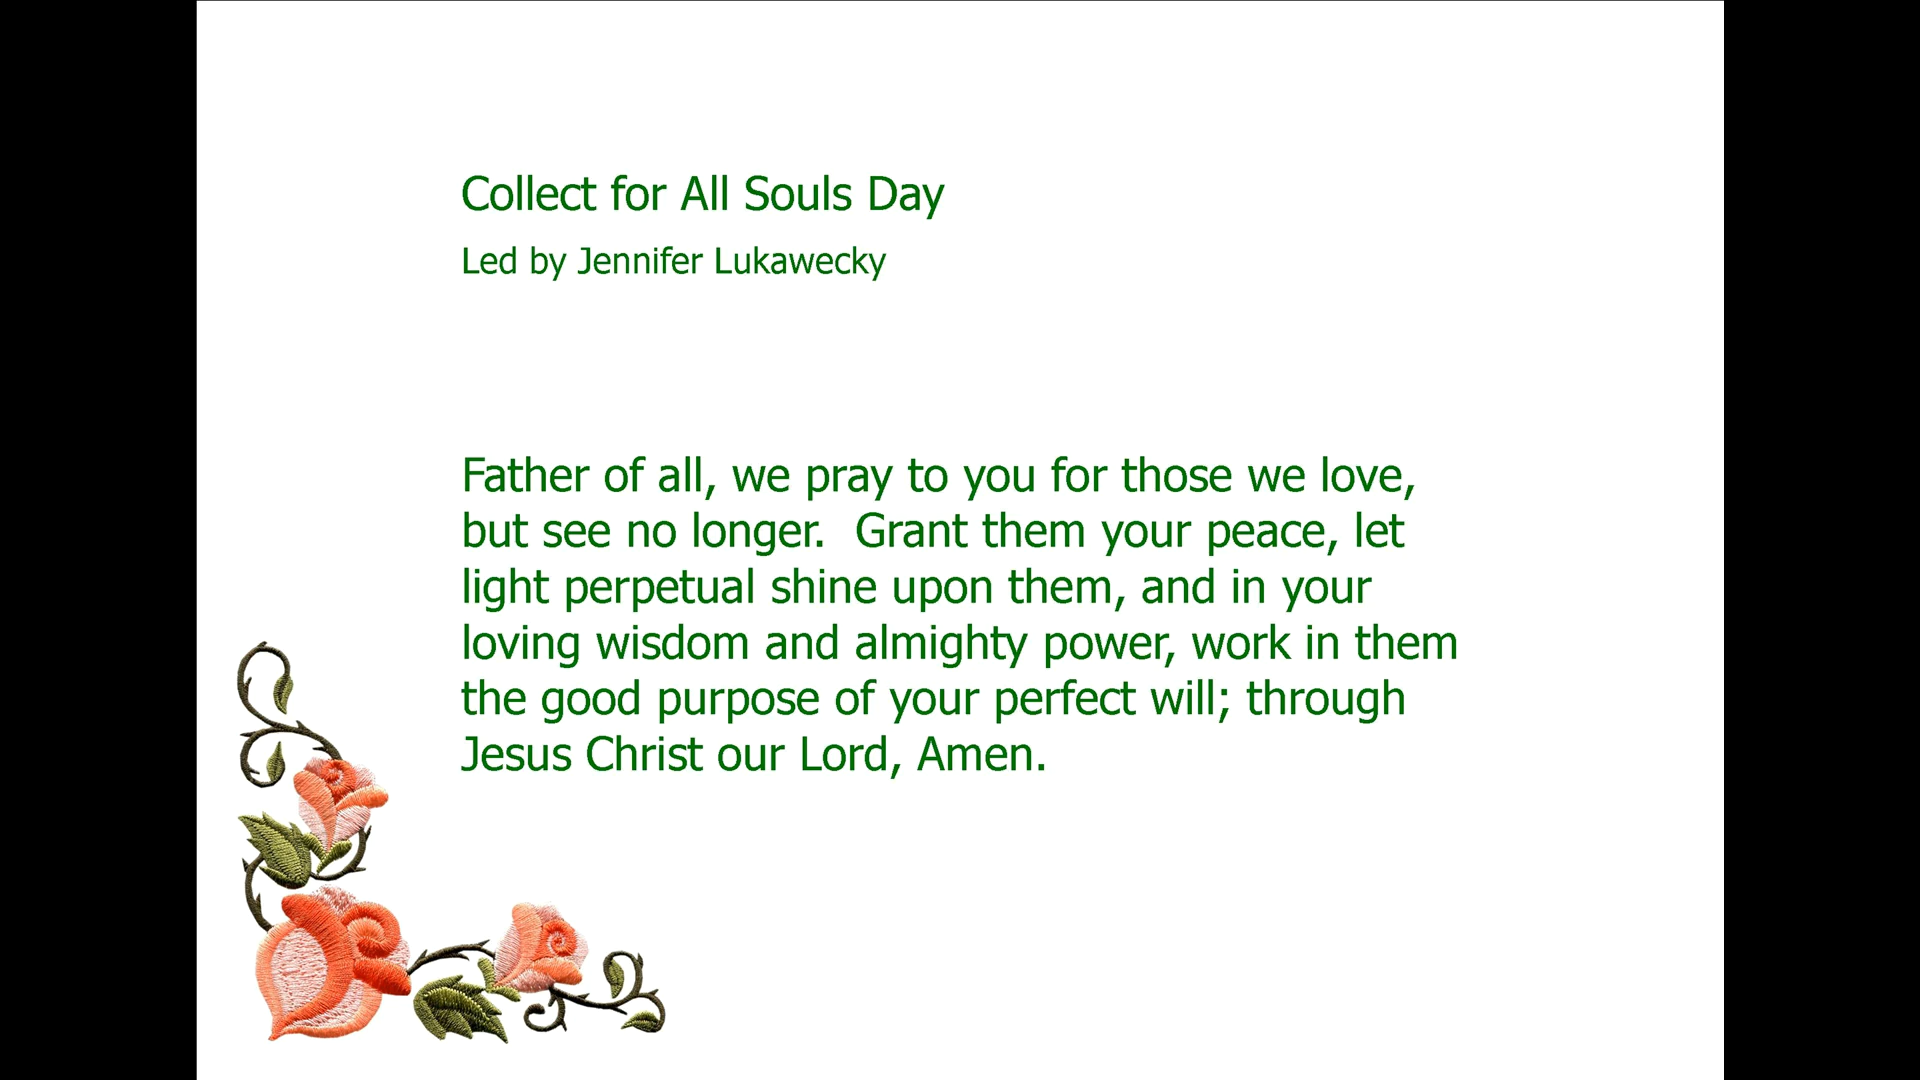 Collect for All Souls Day
Led by Jennifer Lukawecky
Father of all, we pray to you for those we love,
but see no longer.  Grant them your peace, let
light perpetual shine upon them, and in your
loving wisdom and almighty power, work in them
the good purpose of your perfect will; through
Jesus Christ our Lord, Amen.